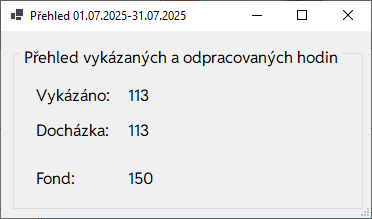 Přehled 01.07.2025-31.07.2025
Přehled vykázaných a odpracovaných hodin
Vykázáno: 113
Docházka: 113
Fond: 150